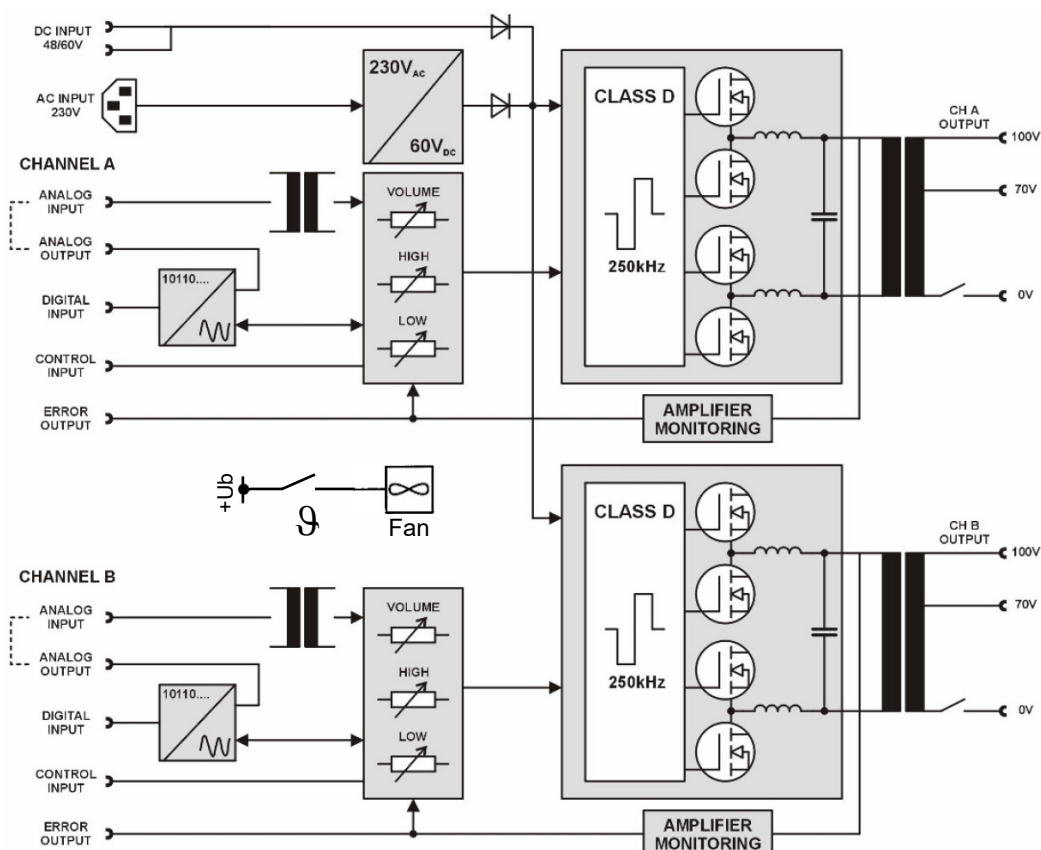 DC INPUT
48/60V
AC INPUT
230V
230VAC
60VDC
CHANNEL A
ANALOG
INPUT
ANALOG
OUTPUT
10110....
DIGITAL
INPUT
CONTROL
INPUT
ERROR
OUTPUT
VOLUME
HIGH
LOW
CLASS D
250kHz
CH A
OUTPUT
100V
70V
0V
AMPLIFIER
MONITORING
+Ub
ϑ
Fan
CHANNEL B
ANALOG
INPUT
ANALOG
OUTPUT
10110....
DIGITAL
INPUT
CONTROL
INPUT
ERROR
OUTPUT
VOLUME
HIGH
LOW
CLASS D
250kHz
CH B
OUTPUT
100V
70V
0V
AMPLIFIER
MONITORING